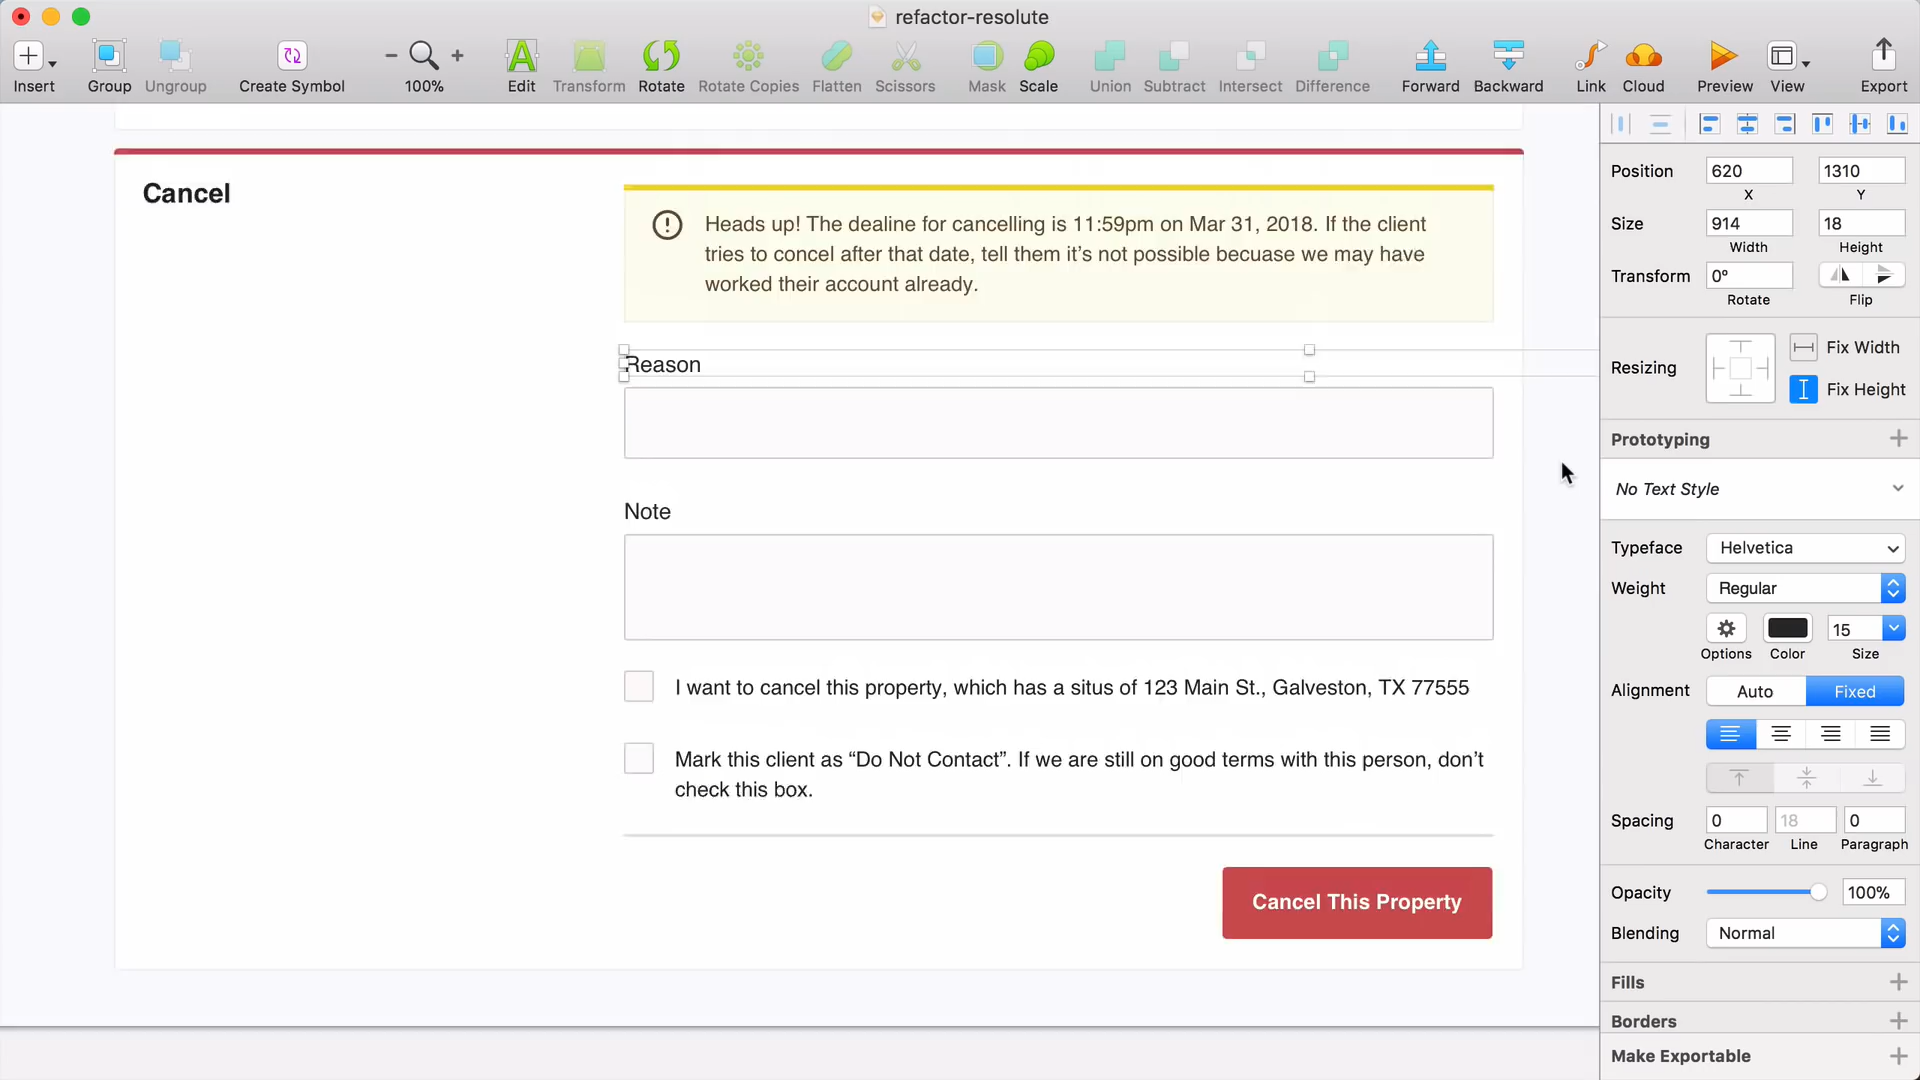 refactor-resolute
Insert
Group
Ungroup
Create Symbol
100%
Edit
Transform
Rotate
Rotate Copies
Flatten
Scissors
Mask
Scale
Union
Subtract
Intersect
Difference
Forward
Backward
Link
Cloud
Preview
View
Export
Cancel
Heads up! The dealine for cancelling is 11:59pm on Mar 31, 2018. If the client
tries to concel after that date, tell them it’s not possible becuase we may have
worked their account already.
Reason
Note
I want to cancel this property, which has a situs of 123 Main St., Galveston, TX 77555
Mark this client as “Do Not Contact”. If we are still on good terms with this person, don’t
check this box.
Cancel This Property
Position 620 1310
X Y
Size 914 18
Width Height
Transform 0°
Rotate Flip
Resizing
Fix Width
Fix Height
Prototyping
No Text Style
Typeface Helvetica
Weight Regular
15
Options Color Size
Alignment Auto Fixed
Spacing 0 18 0
Character Line Paragraph
Opacity 100%
Blending Normal
Fills
Borders
Make Exportable